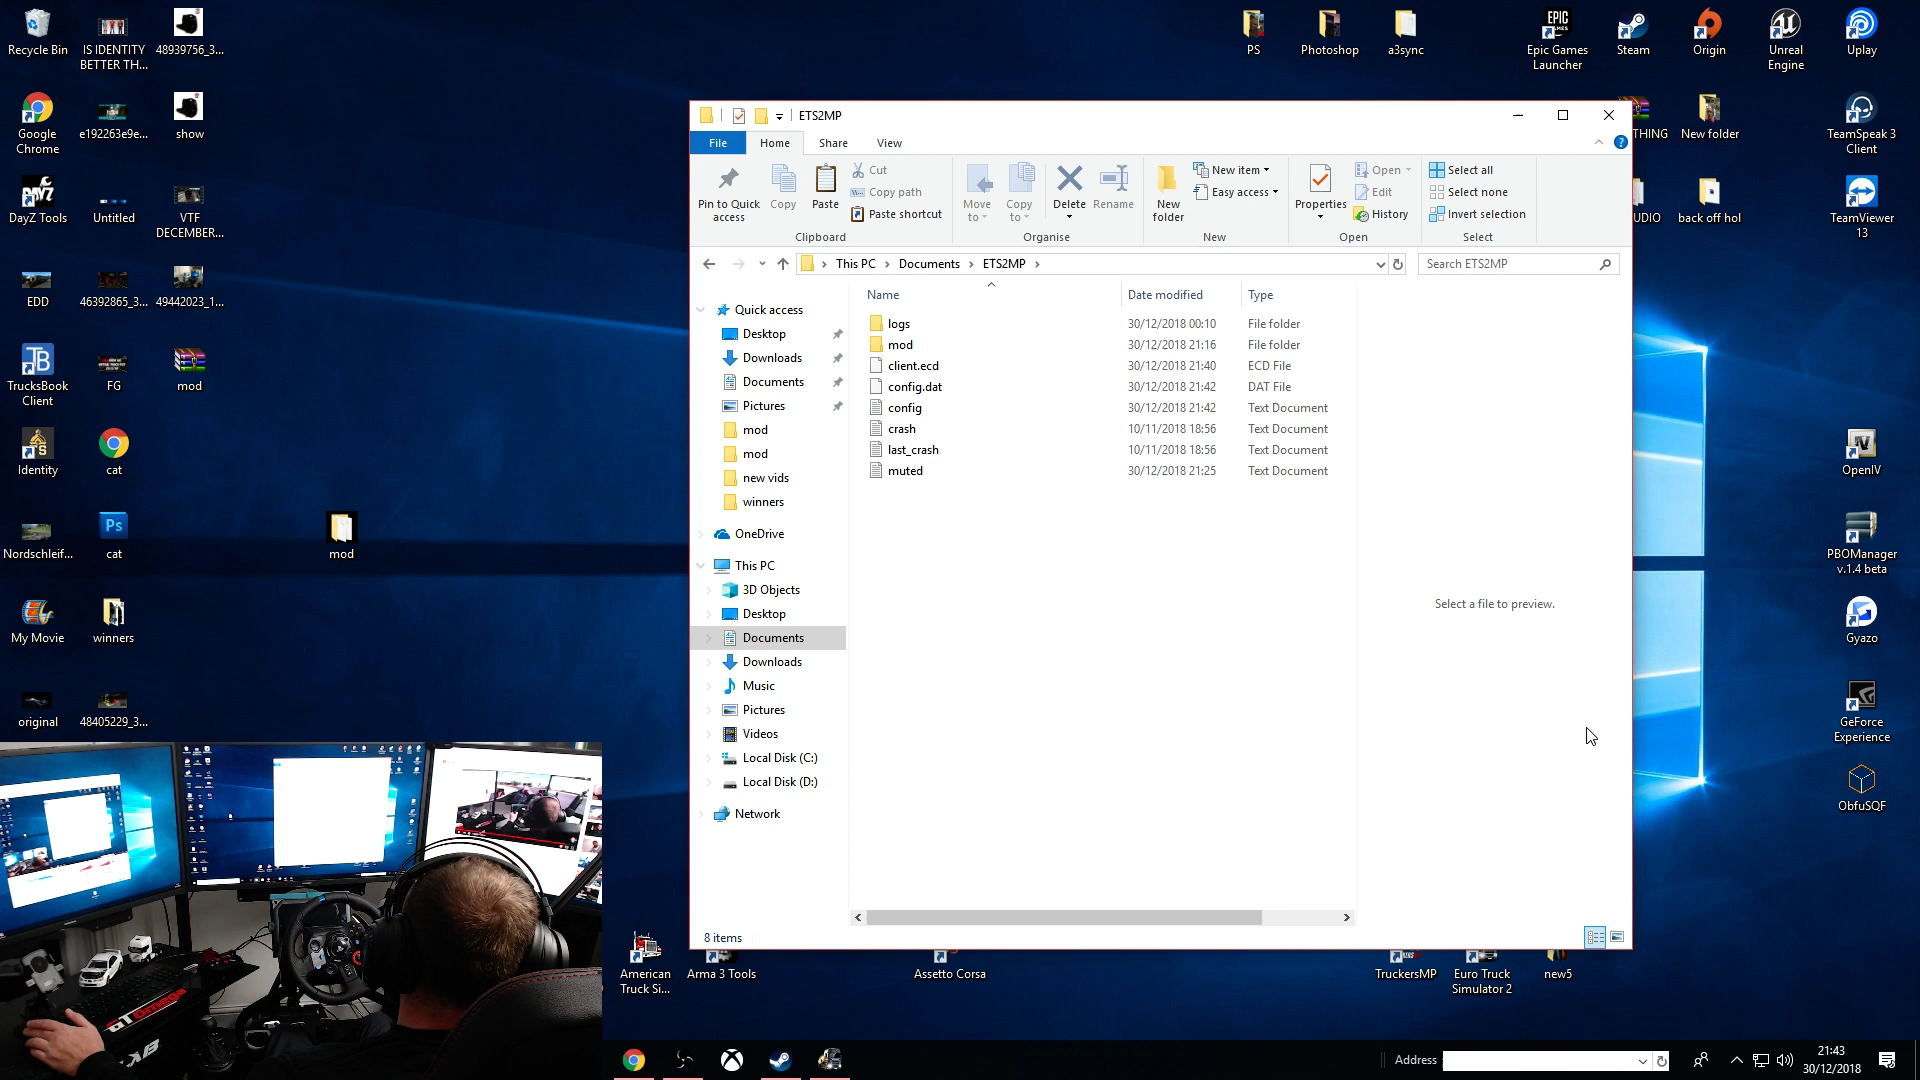 Recycle Bin
IS IDENTITY
BETTER TH...
48939756_3...
PS
Photoshop
a3sync
EPIC
GAMES
Epic Games
Launcher
Steam
Origin
Unreal
Engine
Uplay
Google
Chrome
e192263e9e...
show
THING
New folder
TeamSpeak 3
Client
DAYZ
DayZ Tools
Untitled
VTF
DECEMBER...
UDIO
back off hol
TeamViewer
13
EDD
46392865_3...
49442023_1...
TB
TrucksBook
Client
FG
mod
Identity
cat
OpenIV
Nordschleif...
Ps
cat
mod
PBOManager
v.1.4 beta
My Movie
winners
Gyazo
original
48405229_3...
GeForce
Experience
ObfuSQF
ETS2MP
File
Home
Share
View
Pin to Quick
access
Copy
Paste
Cut
Copy path
Paste shortcut
Clipboard
Move
to
Copy
to
Delete
Rename
Organise
New
folder
New item
Easy access
New
Properties
Open
Edit
History
Open
Select all
Select none
Invert selection
Select
This PC
Documents
ETS2MP
Search ETS2MP
Quick access
Desktop
Downloads
Documents
Pictures
mod
mod
new vids
winners
OneDrive
This PC
3D Objects
Desktop
Documents
Downloads
Music
Pictures
Videos
Local Disk (C:)
Local Disk (D:)
Network
Name
Date modified
Type
logs 30/12/2018 00:10 File folder
mod 30/12/2018 21:16 File folder
client.ecd 30/12/2018 21:40 ECD File
config.dat 30/12/2018 21:42 DAT File
config 30/12/2018 21:42 Text Document
crash 10/11/2018 18:56 Text Document
last_crash 10/11/2018 18:56 Text Document
muted 30/12/2018 21:25 Text Document
Select a file to preview.
8 items
American
Truck Si...
Arma 3 Tools
Assetto Corsa
TruckersMP
Euro Truck
Simulator 2
new5
GT Omega
Address
21:43
30/12/2018